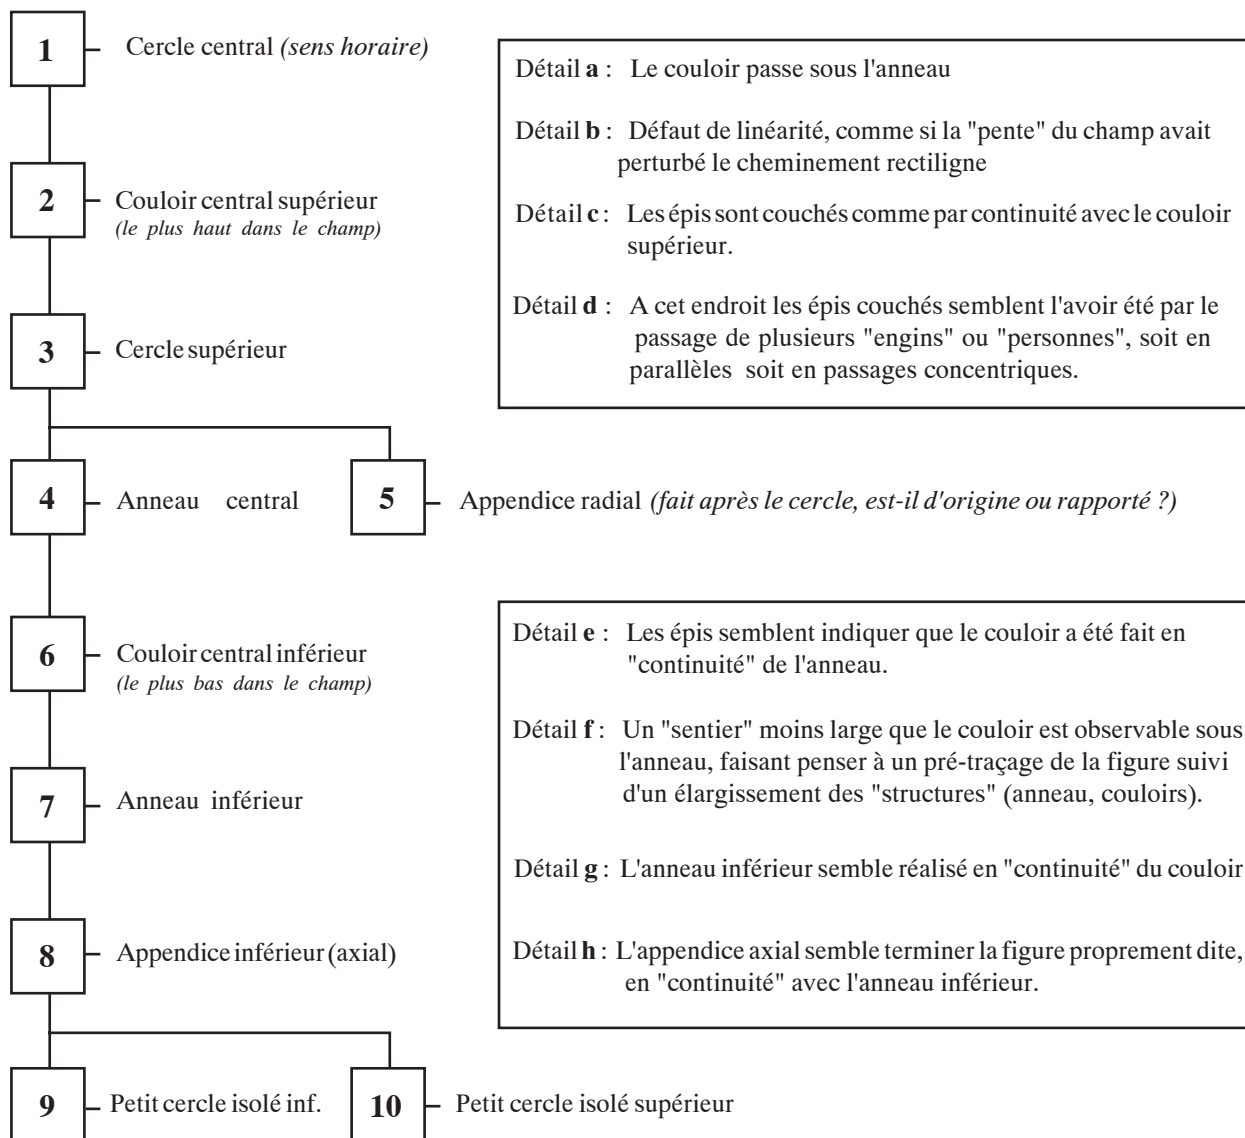 1 Cercle central (sens horaire)
2 Couloir central supérieur
(le plus haut dans le champ)
3 Cercle supérieur
4 Anneau central
5 Appendice radial (fait après le cercle, est-il d'origine ou rapporté ?)
6 Couloir central inférieur
(le plus bas dans le champ)
7 Anneau inférieur
8 Appendice inférieur (axial)
9 Petit cercle isolé inf.
10 Petit cercle isolé supérieur
Détail a : Le couloir passe sous l'anneau
Détail b : Défaut de linéarité, comme si la "pente" du champ avait
perturbé le cheminement rectiligne
Détail c : Les épis sont couchés comme par continuité avec le couloir
supérieur.
Détail d : A cet endroit les épis couchés semblent l'avoir été par le
passage de plusieurs "engins" ou "personnes", soit en
parallèles soit en passages concentriques.
Détail e : Les épis semblent indiquer que le couloir a été fait en
"continuité" de l'anneau.
Détail f : Un "sentier" moins large que le couloir est observable sous
l'anneau, faisant penser à un pré-traçage de la figure suivi
d'un élargissement des "structures" (anneau, couloirs).
Détail g : L'anneau inférieur semble réalisé en "continuité" du couloir
Détail h : L'appendice axial semble terminer la figure proprement dite,
en "continuité" avec l'anneau inférieur.